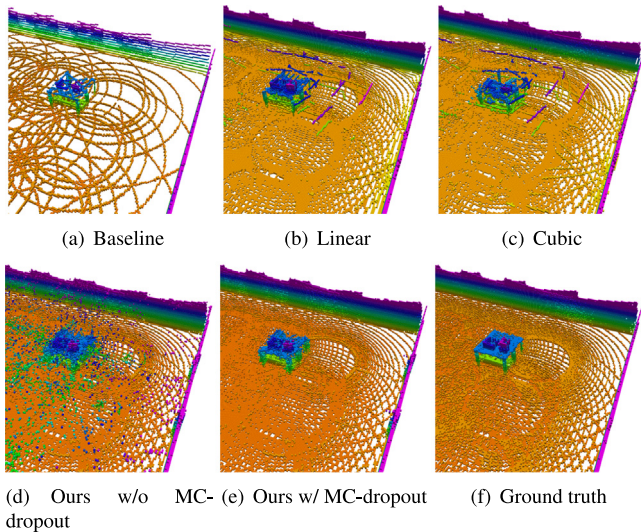 (a) Baseline
(b) Linear
(c) Cubic
(d) Ours w/o MC-
dropout
(e) Ours w/ MC-dropout
(f) Ground truth